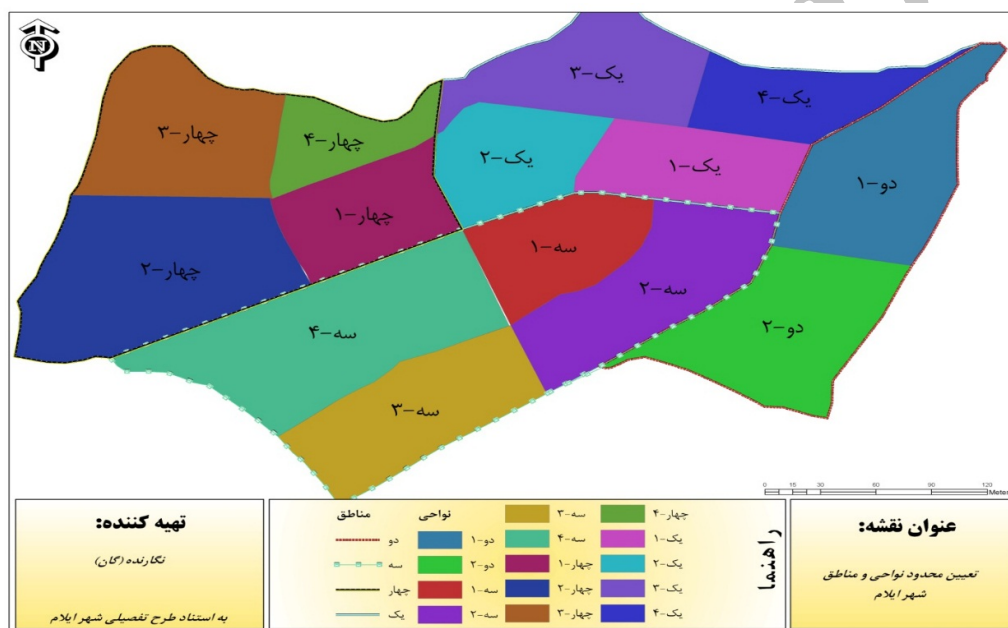 N
یک-۳
یک-۴
چهار-۳
چهار-۴
یک-۲
یک-۱
دو-۱
چهار-۱
چهار-۲
سه-۱
سه-۲
سه-۴
دو-۲
سه-۳
0 15 30 60 90 120
Meters
عنوان نقشه:
تعیین محدود نواحی و مناطق
شهر ایلام
راهنما
مناطق
دو
سه
چهار
یک
نواحی
دو-۱
دو-۲
سه-۱
سه-۲
سه-۳
سه-۴
چهار-۱
چهار-۲
چهار-۳
چهار-۴
یک-۱
یک-۲
یک-۳
یک-۴
تهیه کننده:
نگارنده (گان)
به استناد طرح تفصیلی شهر ایلام